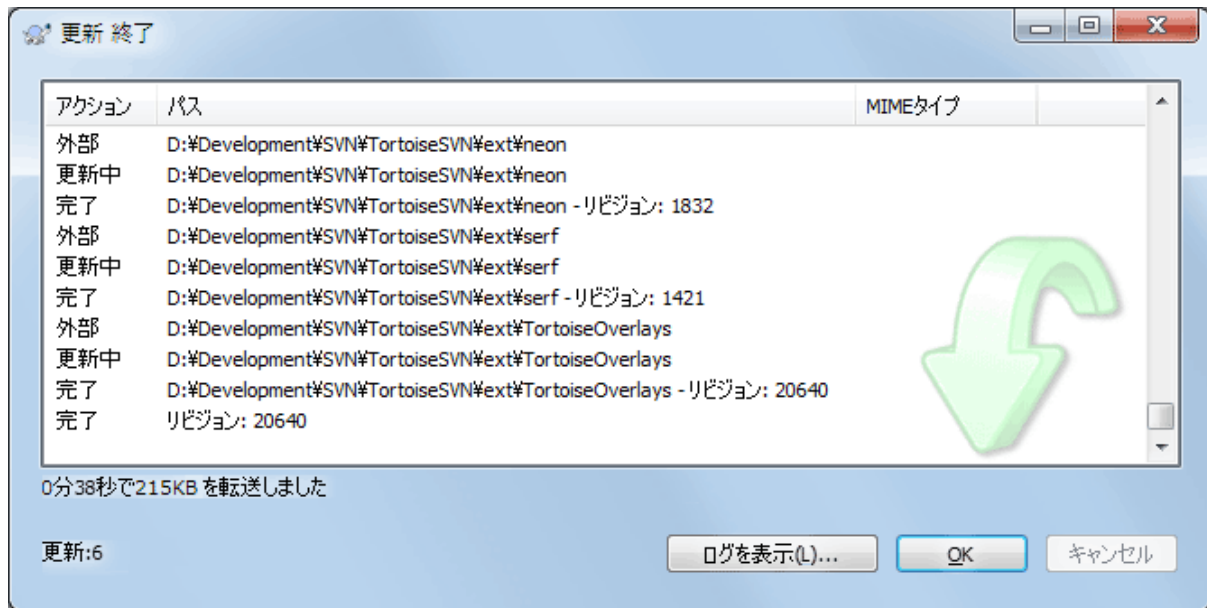 更新 終了
アクション パス MIMEタイプ
外部 D:¥Development¥SVN¥TortoiseSVN¥ext¥neon
更新中 D:¥Development¥SVN¥TortoiseSVN¥ext¥neon
完了 D:¥Development¥SVN¥TortoiseSVN¥ext¥neon - リビジョン: 1832
外部 D:¥Development¥SVN¥TortoiseSVN¥ext¥serf
更新中 D:¥Development¥SVN¥TortoiseSVN¥ext¥serf
完了 D:¥Development¥SVN¥TortoiseSVN¥ext¥serf - リビジョン: 1421
外部 D:¥Development¥SVN¥TortoiseSVN¥ext¥TortoiseOverlays
更新中 D:¥Development¥SVN¥TortoiseSVN¥ext¥TortoiseOverlays
完了 D:¥Development¥SVN¥TortoiseSVN¥ext¥TortoiseOverlays - リビジョン: 20640
完了 リビジョン: 20640
0分38秒で215KB を転送しました
更新:6 ログを表示(L)... OK キャンセル